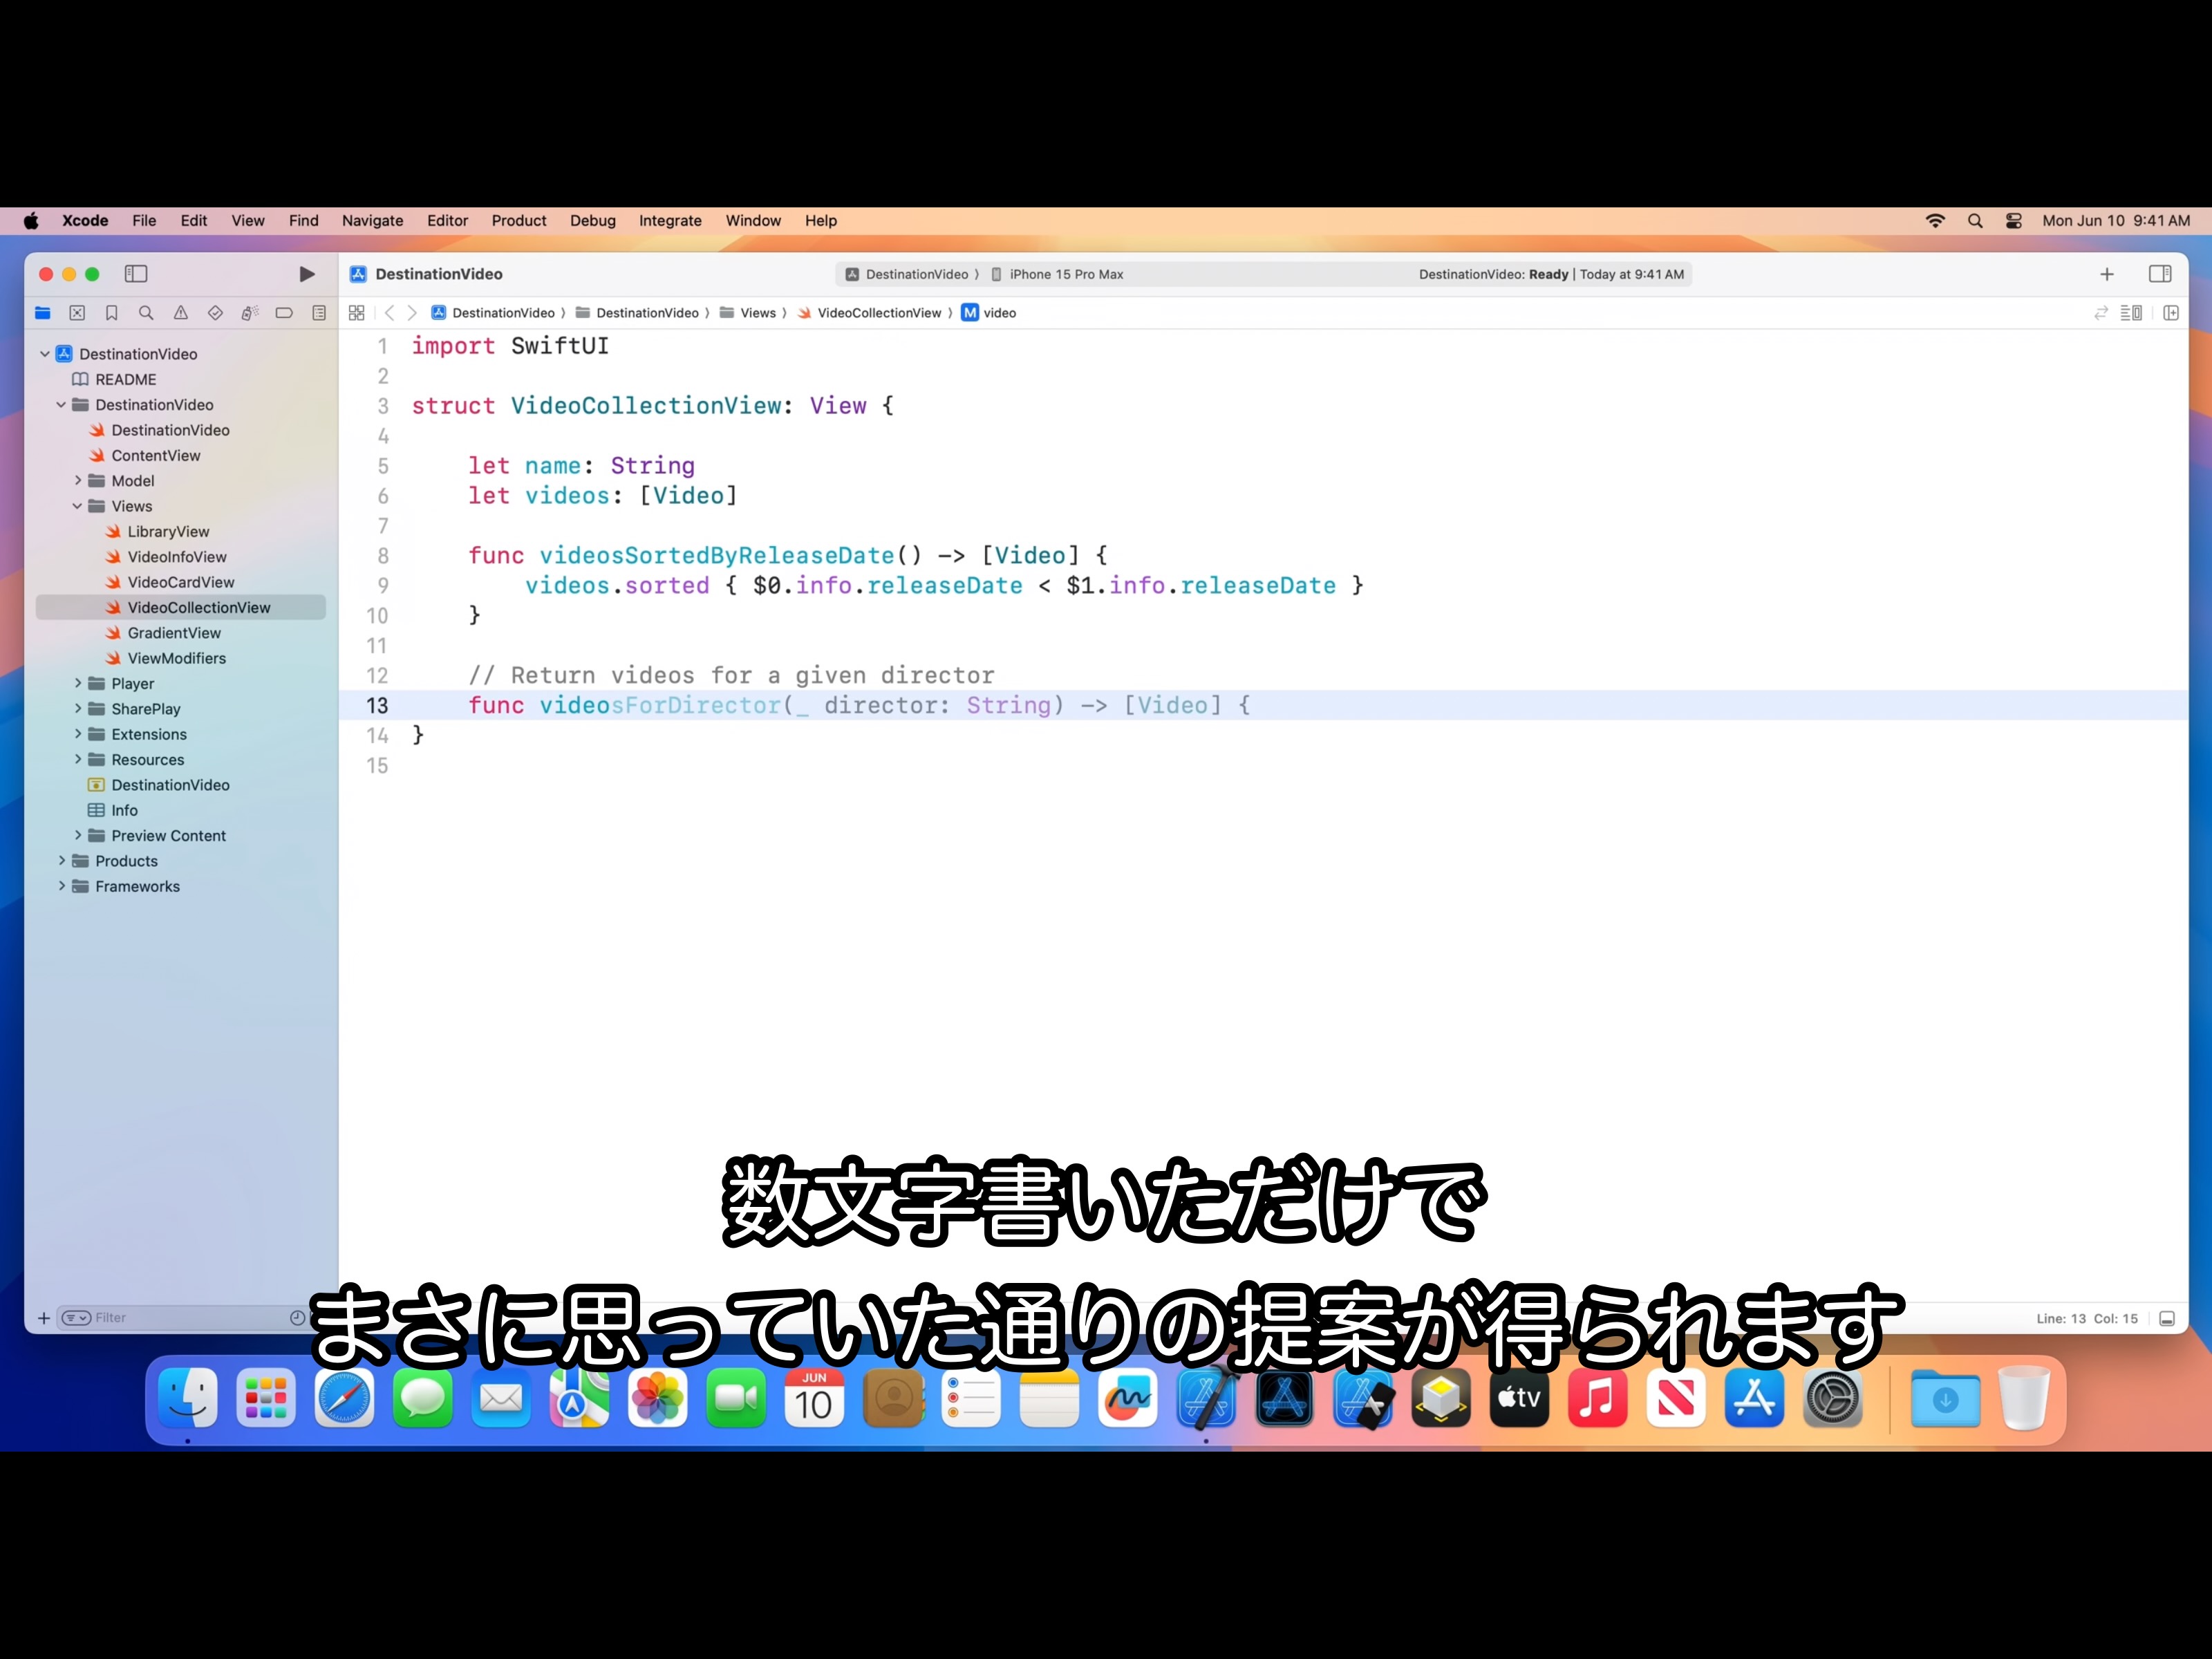 Xcode File Edit View Find Navigate Editor Product Debug Integrate Window Help Mon Jun 10 9:41 AM
DestinationVideo DestinationVideo iPhone 15 Pro Max DestinationVideo: Ready | Today at 9:41 AM
DestinationVideo DestinationVideo Views VideoCollectionView M video
DestinationVideo
README
DestinationVideo
DestinationVideo
ContentView
Model
Views
LibraryView
VideoInfoView
VideoCardView
VideoCollectionView
GradientView
ViewModifiers
Player
SharePlay
Extensions
Resources
DestinationVideo
Info
Preview Content
Products
Frameworks
Filter
1 import SwiftUI
2
3 struct VideoCollectionView: View {
4
5 let name: String
6 let videos: [Video]
7
8 func videosSortedByReleaseDate() -> [Video] {
9 videos.sorted { $0.info.releaseDate < $1.info.releaseDate }
10 }
11
12 // Return videos for a given director
13 func videosForDirector(_ director: String) -> [Video] {
14 }
15
Line: 13 Col: 15
数文字書いただけで
まさに思っていた通りの提案が得られます
JUN
10
tv